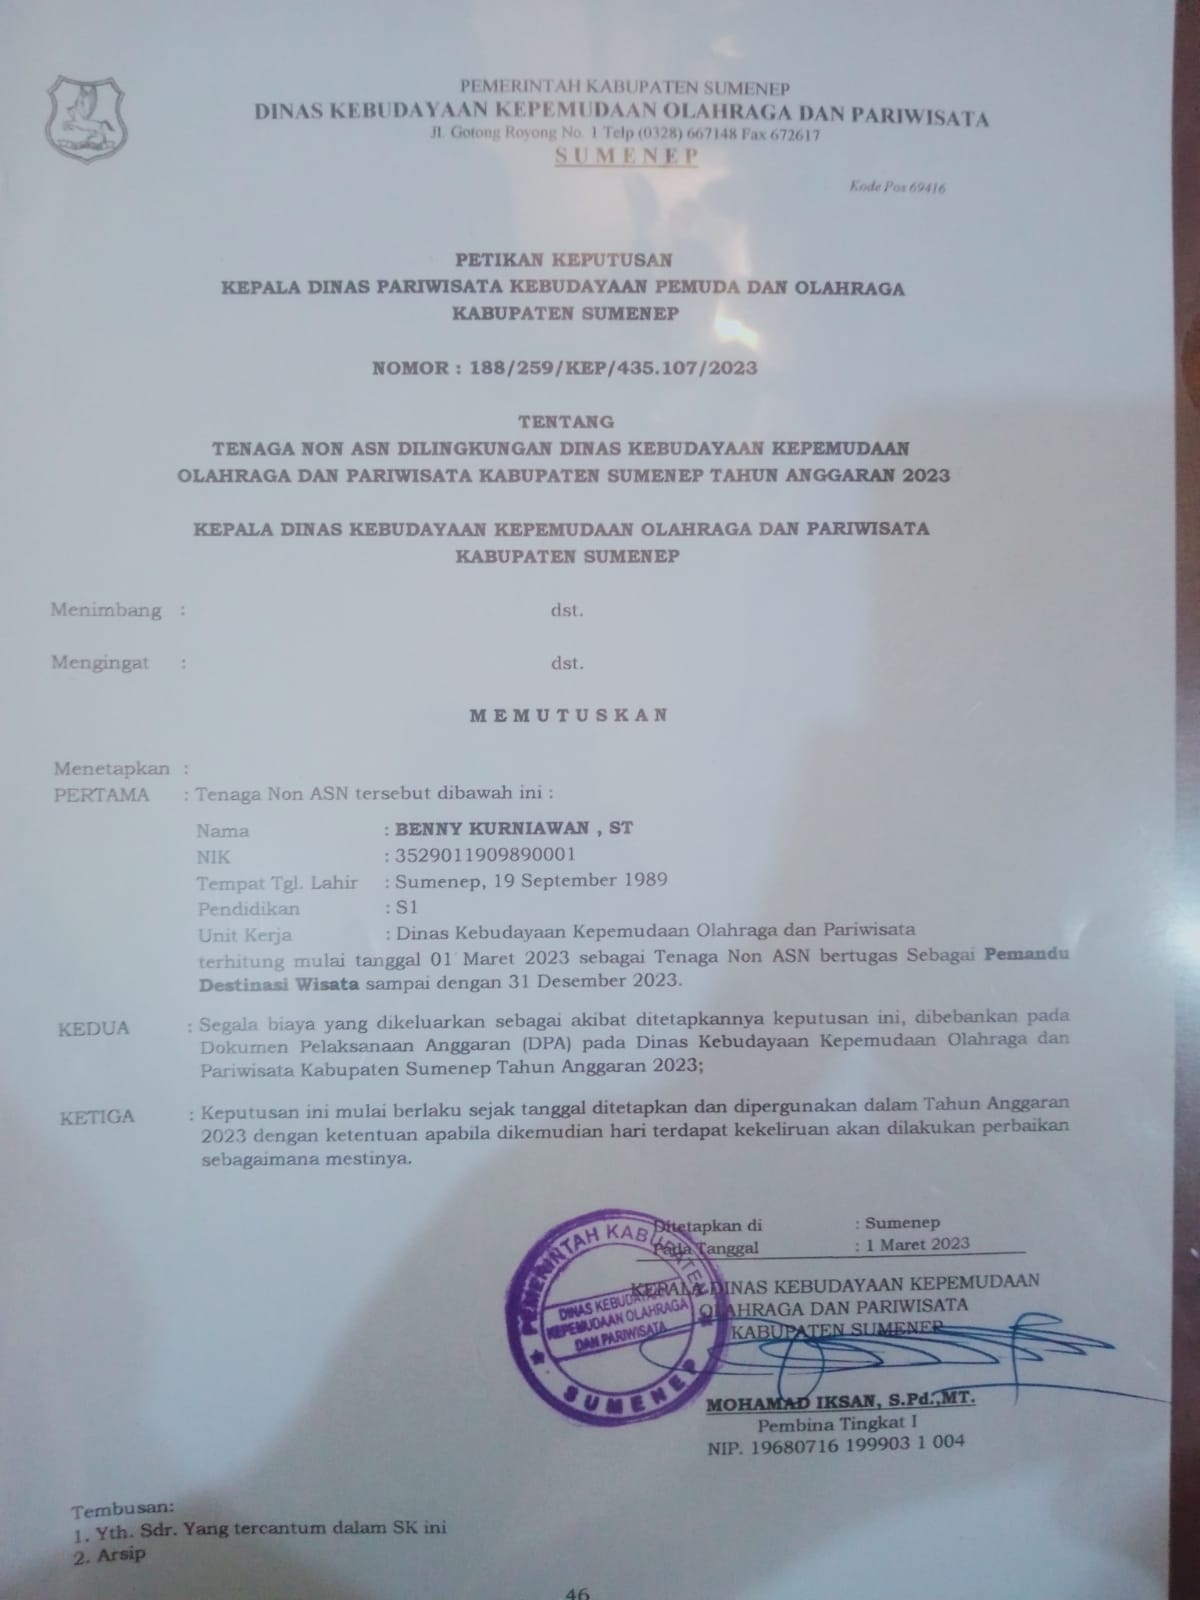 PEMERINTAH KABUPATEN SUMENEP
DINAS KEBUDAYAAN KEPEMUDAAN OLAHRAGA DAN PARIWISATA
Jl. Gotong Royong No. 1 Telp (0328) 667148 Fax 672617
S U M E N E P
Kode Pos 69416
PETIKAN KEPUTUSAN
KEPALA DINAS PARIWISATA KEBUDAYAAN PEMUDA DAN OLAHRAGA
KABUPATEN SUMENEP
NOMOR : 188/259/KEP/435.107/2023
TENTANG
TENAGA NON ASN DILINGKUNGAN DINAS KEBUDAYAAN KEPEMUDAAN
OLAHRAGA DAN PARIWISATA KABUPATEN SUMENEP TAHUN ANGGARAN 2023
KEPALA DINAS KEBUDAYAAN KEPEMUDAAN OLAHRAGA DAN PARIWISATA
KABUPATEN SUMENEP
Menimbang : dst.
Mengingat : dst.
M E M U T U S K A N
Menetapkan :
PERTAMA : Tenaga Non ASN tersebut dibawah ini :
Nama : BENNY KURNIAWAN , ST
NIK : 3529011909890001
Tempat Tgl. Lahir : Sumenep, 19 September 1989
Pendidikan : S1
Unit Kerja : Dinas Kebudayaan Kepemudaan Olahraga dan Pariwisata
terhitung mulai tanggal 01 Maret 2023 sebagai Tenaga Non ASN bertugas Sebagai Pemandu
Destinasi Wisata sampai dengan 31 Desember 2023.
KEDUA : Segala biaya yang dikeluarkan sebagai akibat ditetapkannya keputusan ini, dibebankan pada
Dokumen Pelaksanaan Anggaran (DPA) pada Dinas Kebudayaan Kepemudaan Olahraga dan
Pariwisata Kabupaten Sumenep Tahun Anggaran 2023;
KETIGA : Keputusan ini mulai berlaku sejak tanggal ditetapkan dan dipergunakan dalam Tahun Anggaran
2023 dengan ketentuan apabila dikemudian hari terdapat kekeliruan akan dilakukan perbaikan
sebagaimana mestinya.
Ditetapkan di : Sumenep
Pada Tanggal : 1 Maret 2023
KEPALA DINAS KEBUDAYAAN KEPEMUDAAN
OLAHRAGA DAN PARIWISATA
KABUPATEN SUMENEP
PEMERINTAH KABUPATEN
DINAS KEBUDAYAAN
KEPEMUDAAN OLAHRAGA
DAN PARIWISATA
SUMENEP
MOHAMAD IKSAN, S.Pd.,MT.
Pembina Tingkat I
NIP. 19680716 199903 1 004
Tembusan:
1. Yth. Sdr. Yang tercantum dalam SK ini
2. Arsip
46